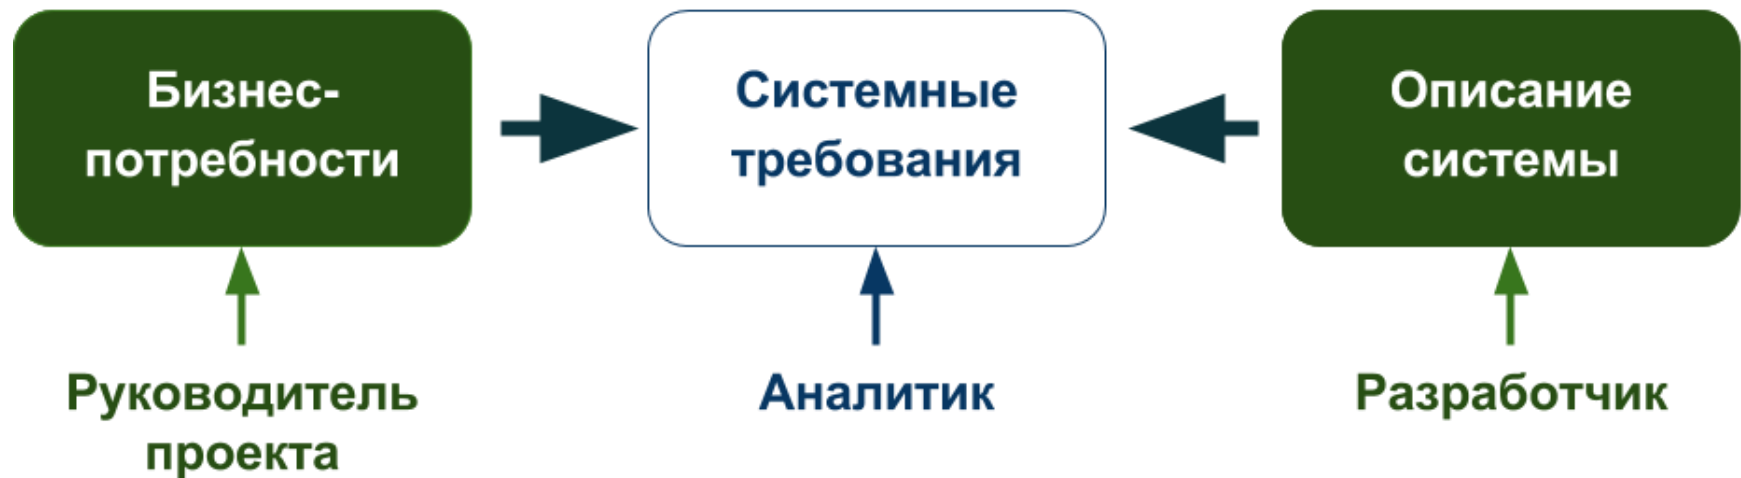 Бизнес-
потребности
Системные
требования
Описание
системы
Руководитель
проекта
Аналитик
Разработчик